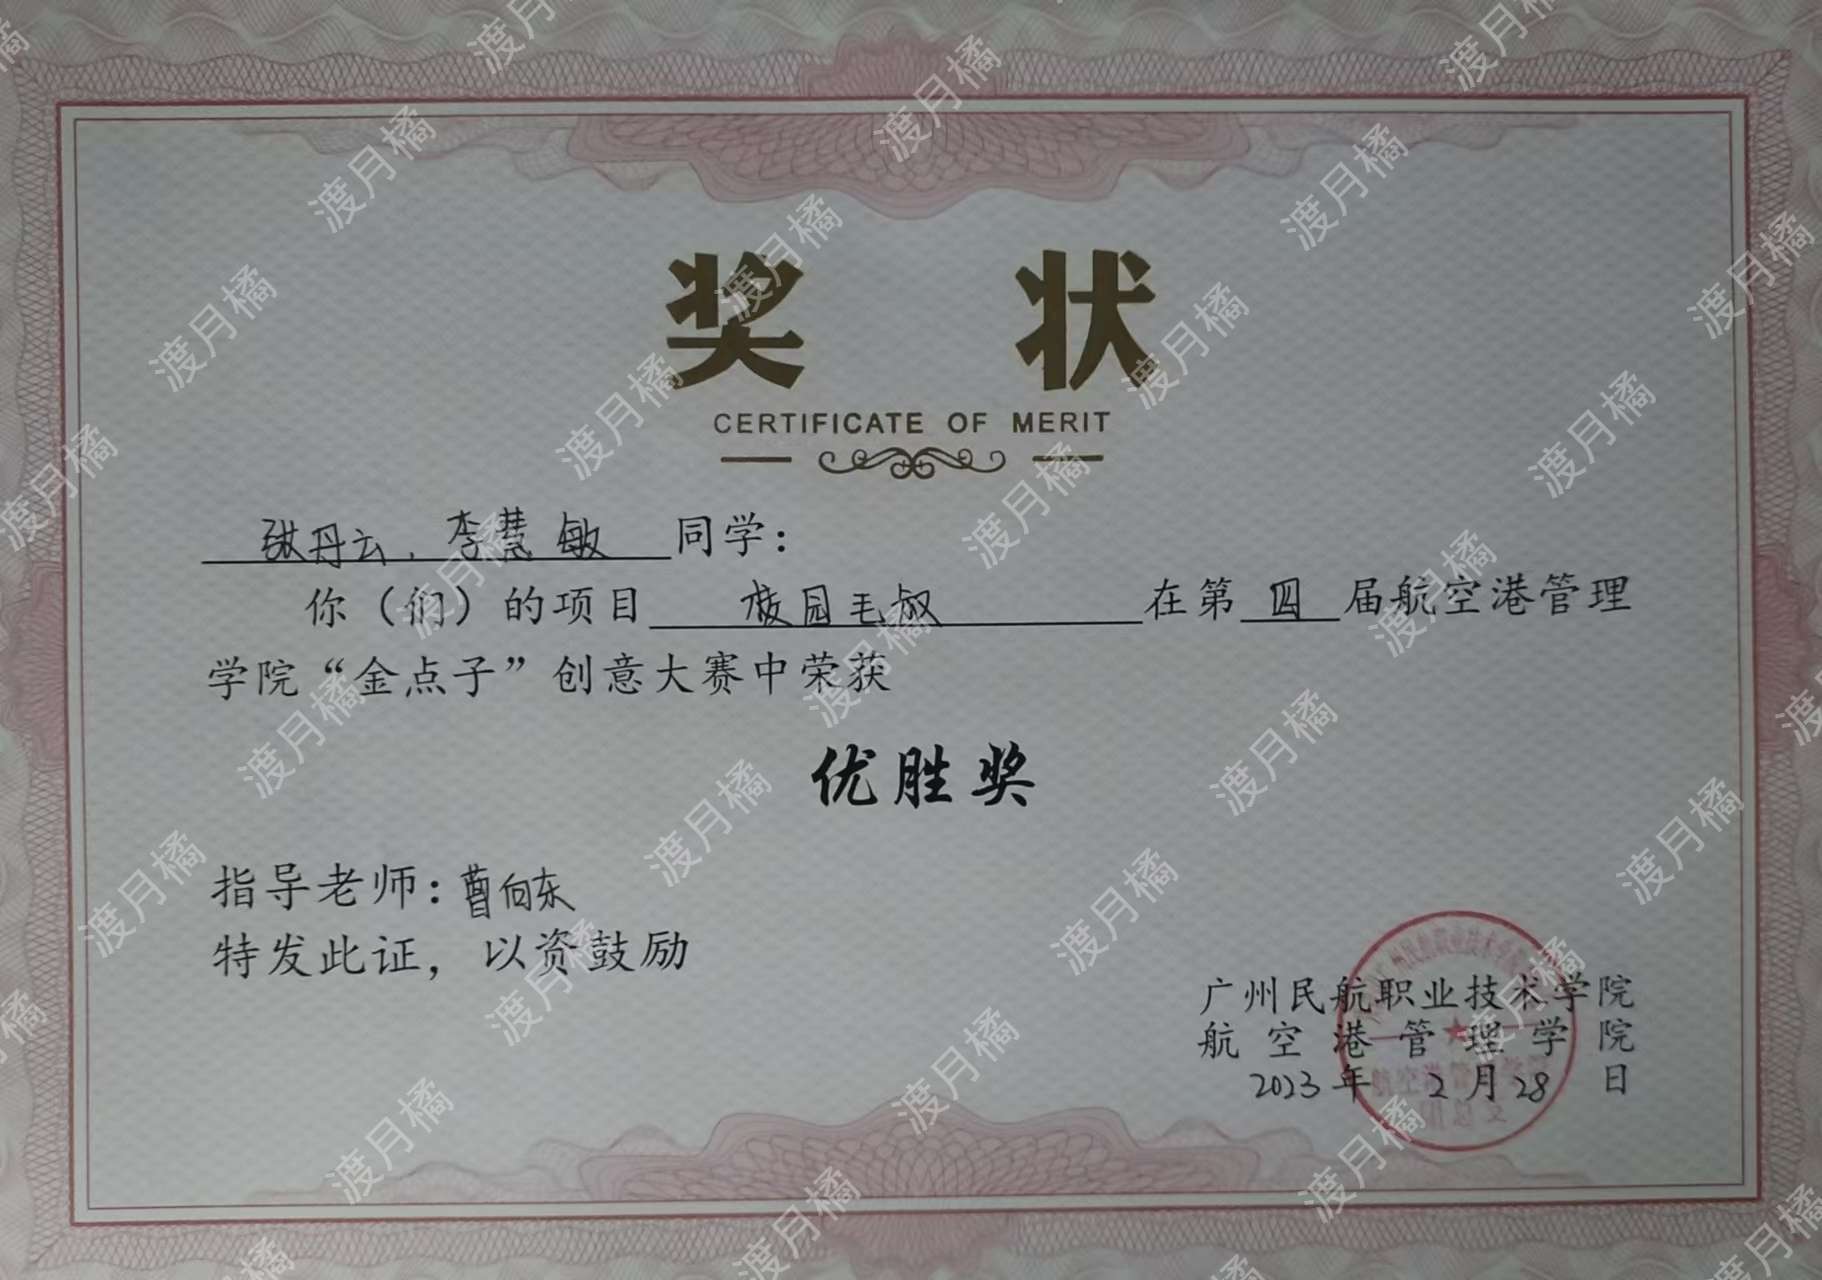 奖状
CERTIFICATE OF MERIT
张丹云、李慧敏同学：
你（们）的项目 校园毛叔 在第四届航空港管理
学院“金点子”创意大赛中荣获
优胜奖
指导老师：曹向东
特发此证，以资鼓励
广州民航职业技术学院
航空港管理学院
2023年2月28日
渡月橘